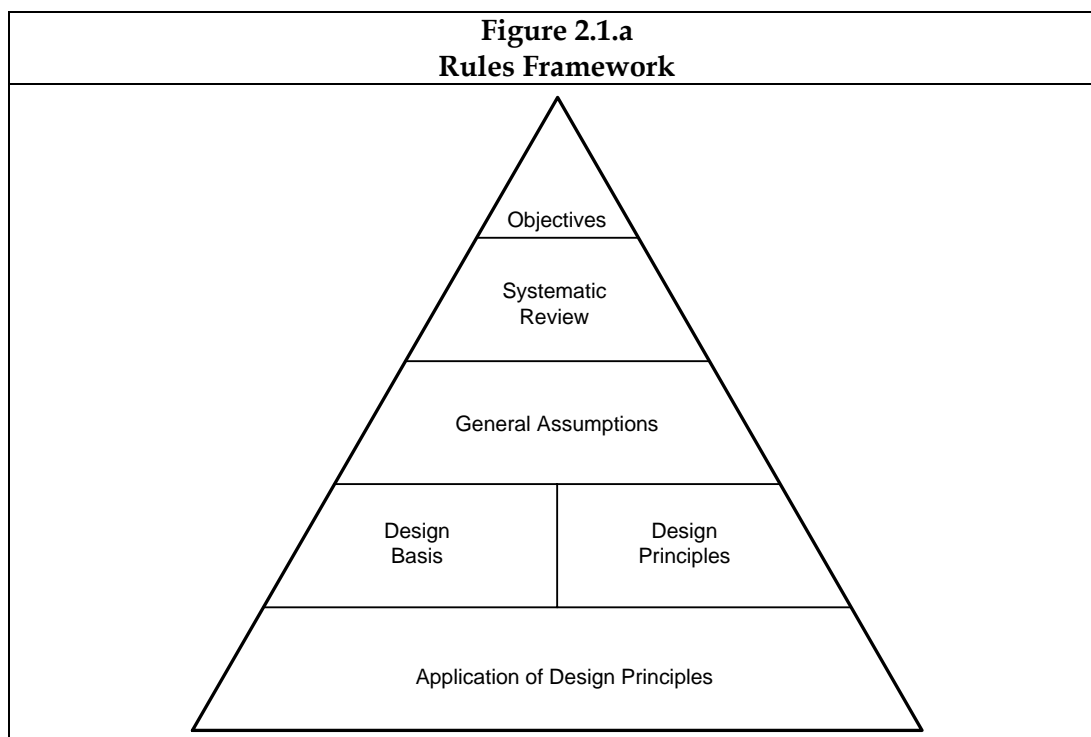 Figure 2.1.a
Rules Framework
Objectives
Systematic
Review
General Assumptions
Design
Basis
Design
Principles
Application of Design Principles